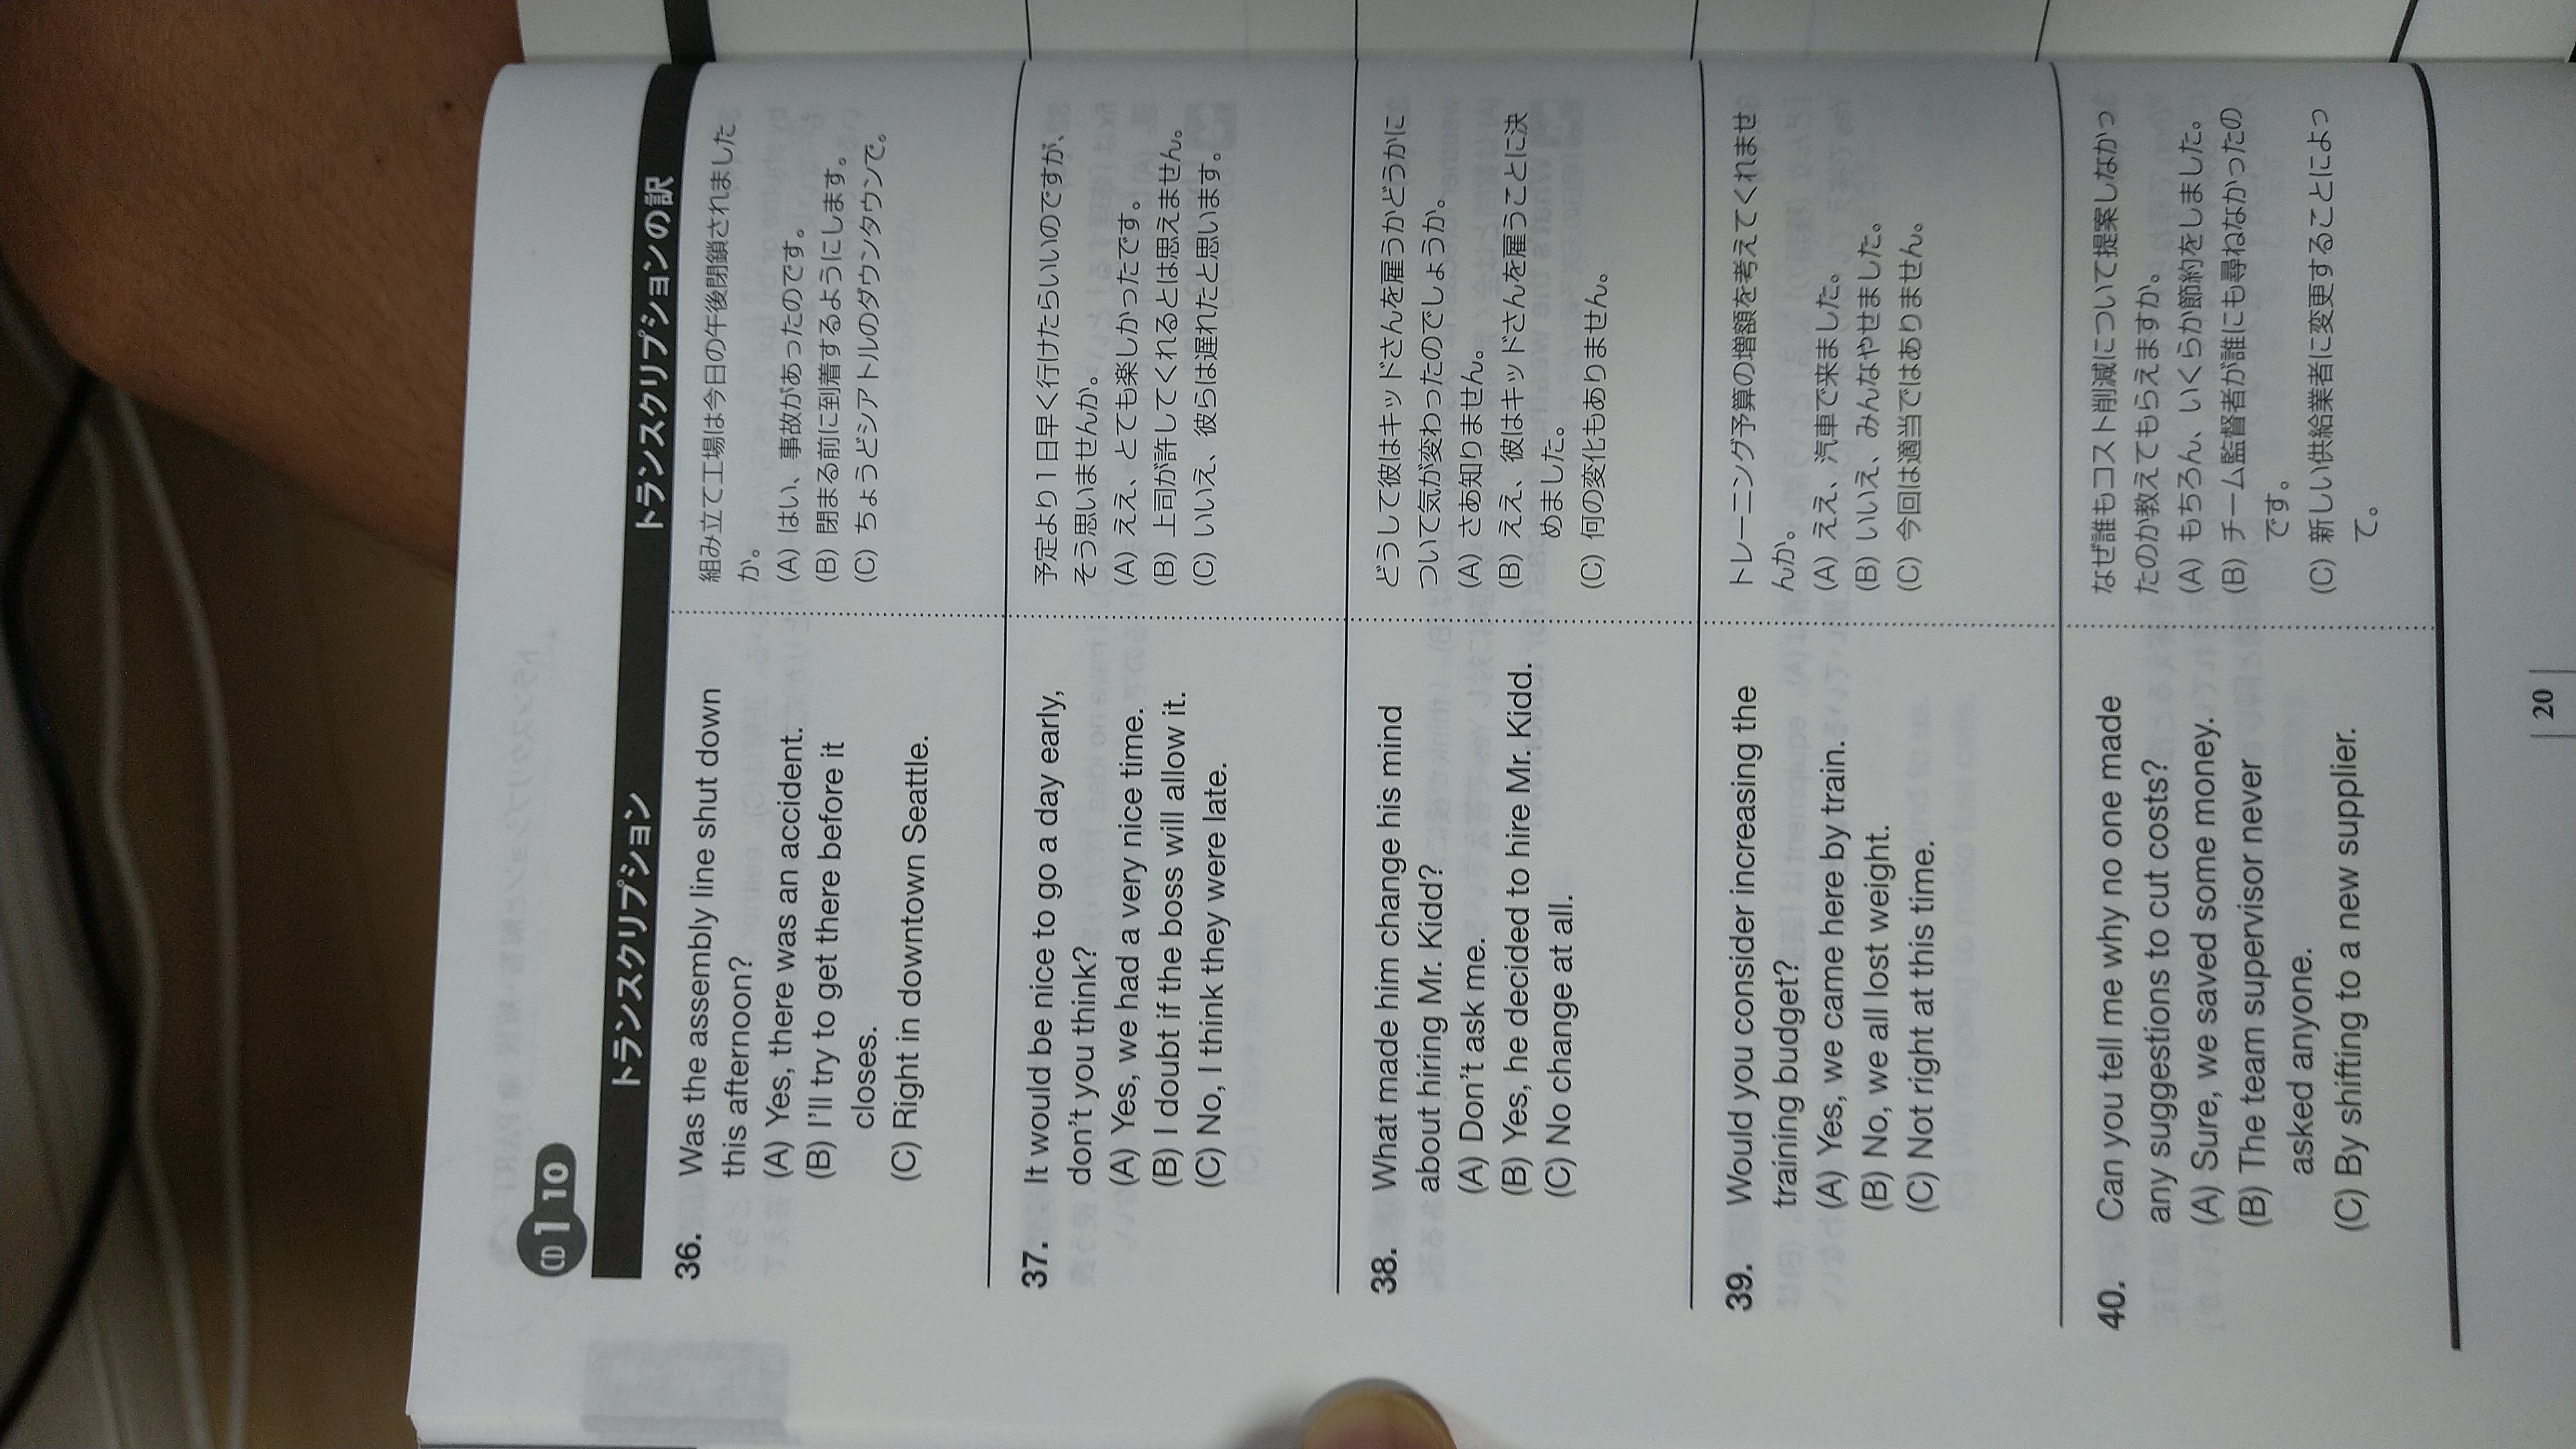 CD 1 10
トランスクリプション
トランスクリプションの訳
36. Was the assembly line shut down
this afternoon?
(A) Yes, there was an accident.
(B) I'll try to get there before it
closes.
(C) Right in downtown Seattle.
組み立て工場は今日の午後閉鎖されました
か。
(A) はい、事故があったのです。
(B) 閉まる前に到着するようにします。
(C) ちょうどシアトルのダウンタウンで。
37. It would be nice to go a day early,
don't you think?
(A) Yes, we had a very nice time.
(B) I doubt if the boss will allow it.
(C) No, I think they were late.
予定より1日早く行けたらいいのですが、
そう思いませんか。
(A) ええ、とても楽しかったです。
(B) 上司が許してくれるとは思えません。
(C) いいえ、彼らは遅れたと思います。
38. What made him change his mind
about hiring Mr. Kidd?
(A) Don't ask me.
(B) Yes, he decided to hire Mr. Kidd.
(C) No change at all.
どうして彼はキッドさんを雇うかどうかに
ついて気が変わったのでしょうか。
(A) さあ知りません。
(B) ええ、彼はキッドさんを雇うことに決
めました。
(C) 何の変化もありません。
39. Would you consider increasing the
training budget?
(A) Yes, we came here by train.
(B) No, we all lost weight.
(C) Not right at this time.
トレーニング予算の増額を考えてくれませ
んか。
(A) ええ、汽車で来ました。
(B) いいえ、みんなやせました。
(C) 今回は適当ではありません。
40. Can you tell me why no one made
any suggestions to cut costs?
(A) Sure, we saved some money.
(B) The team supervisor never
asked anyone.
(C) By shifting to a new supplier.
なぜ誰もコスト削減について提案しなかっ
たのか教えてもらえますか。
(A) もちろん、いくらか節約をしました。
(B) チーム監督者が誰にも尋ねなかったの
です。
(C) 新しい供給業者に変更することによっ
て。
20